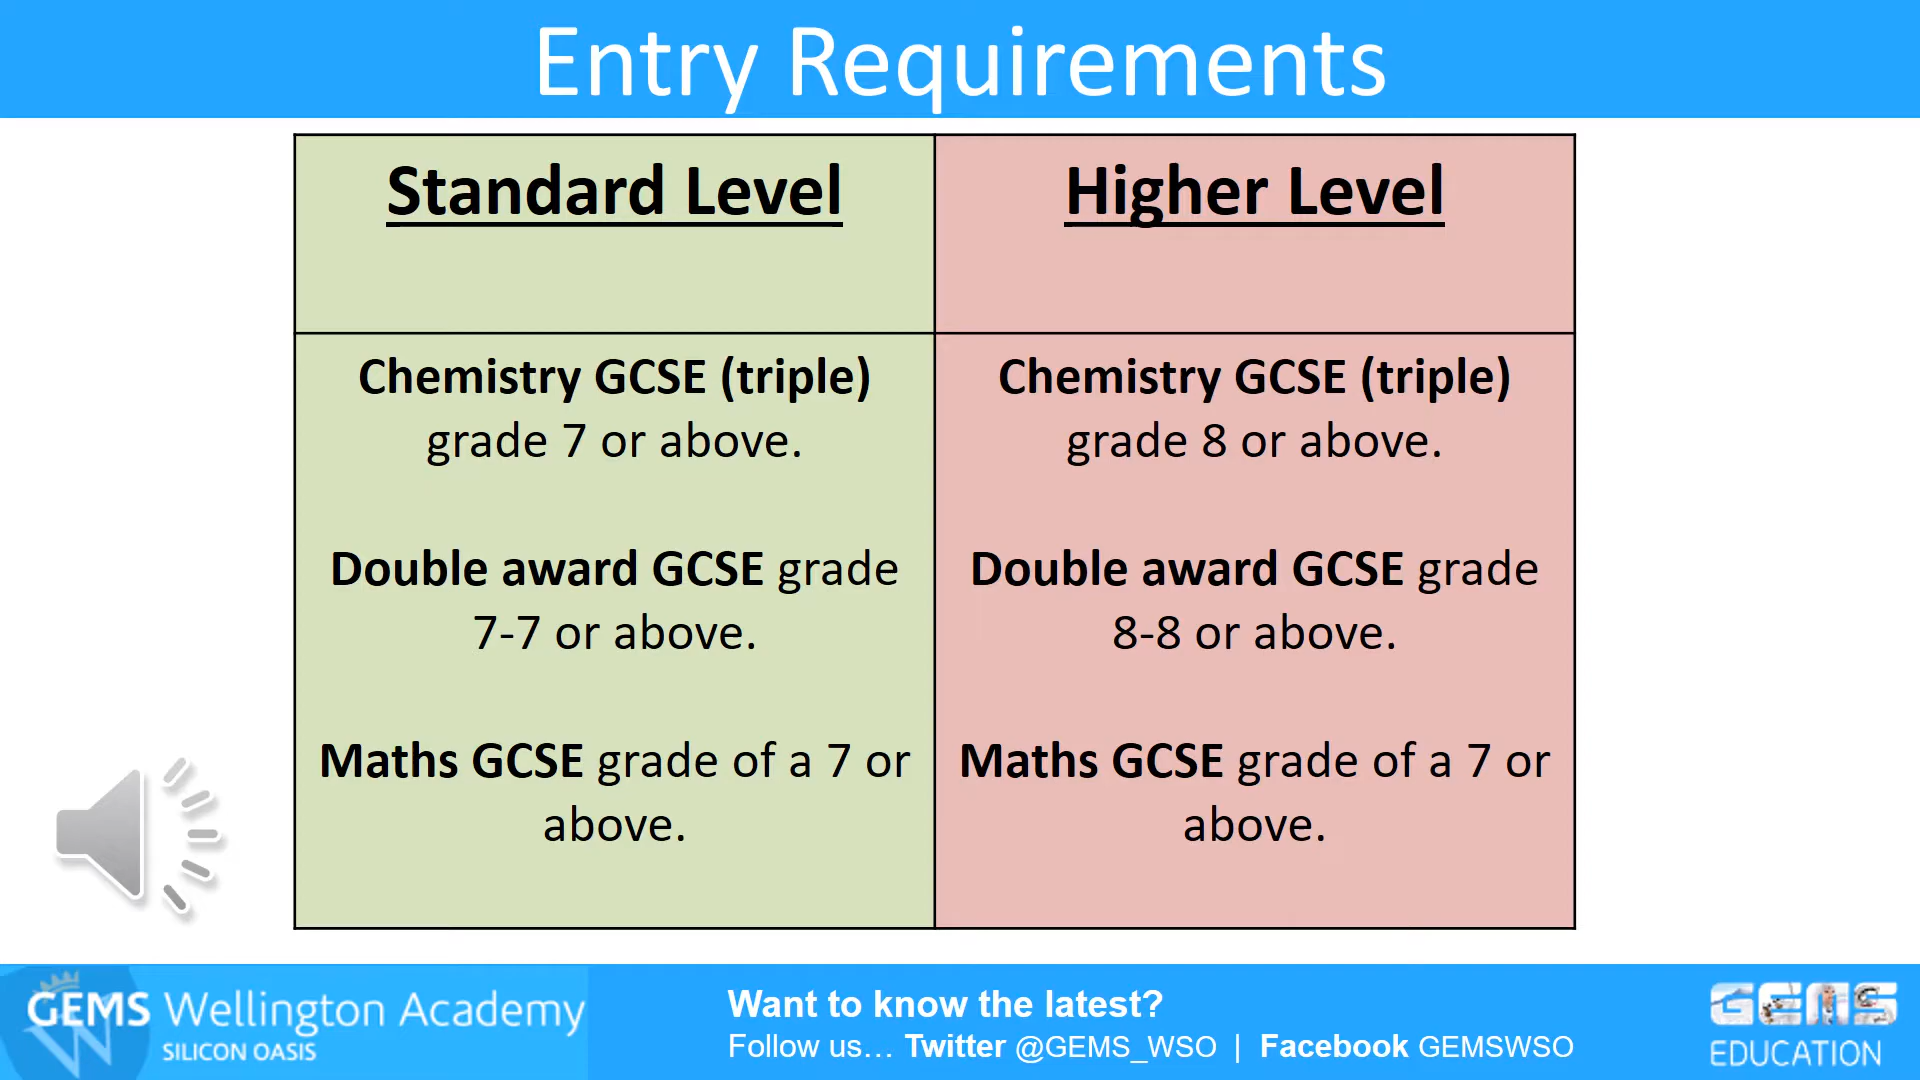 Entry Requirements
Standard Level
Higher Level
Chemistry GCSE (triple)
grade 7 or above.
Double award GCSE grade
7-7 or above.
Maths GCSE grade of a 7 or
above.
Chemistry GCSE (triple)
grade 8 or above.
Double award GCSE grade
8-8 or above.
Maths GCSE grade of a 7 or
above.
GEMS Wellington Academy
SILICON OASIS
Want to know the latest?
Follow us... Twitter @GEMS_WSO | Facebook GEMSWSO
GEMS
EDUCATION